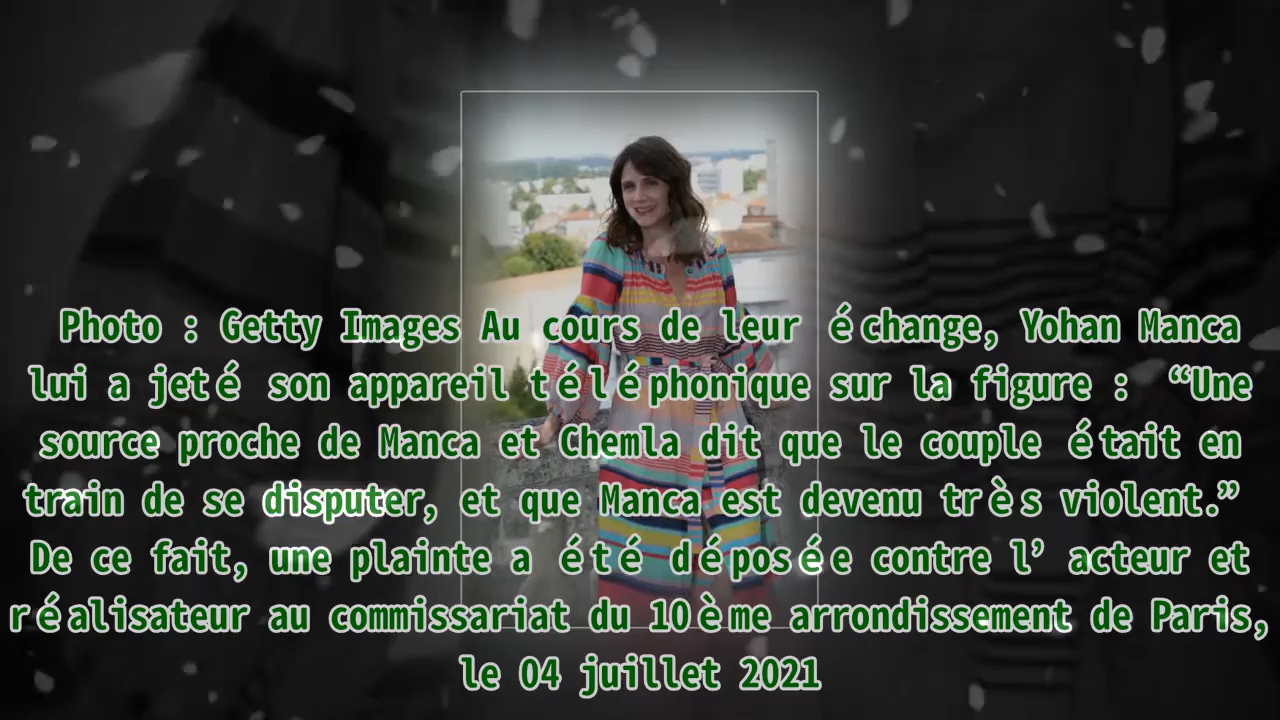 Photo : Getty Images Au cours de leur échange, Yohan Manca
lui a jeté son appareil téléphonique sur la figure : “Une
source proche de Manca et Chemla dit que le couple était en
train de se disputer, et que Manca est devenu très violent.”
De ce fait, une plainte a été déposée contre l’ acteur et
réalisateur au commissariat du 10ème arrondissement de Paris,
le 04 juillet 2021